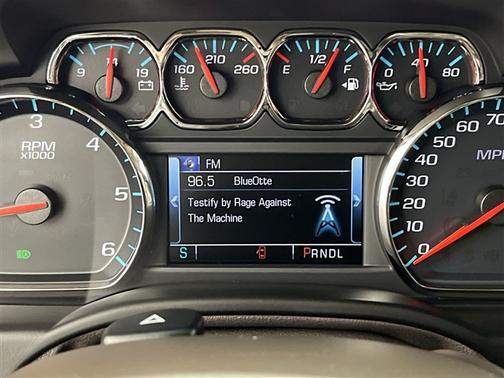 9 14 19
160 210 260
E 1/2 F
0 40 80
3
4
5
6
RPM
x1000
FM
96.5 BlueOtte
Testify by Rage Against
The Machine
S PRNDL
70
60
50
40
30
20
10
0
MP